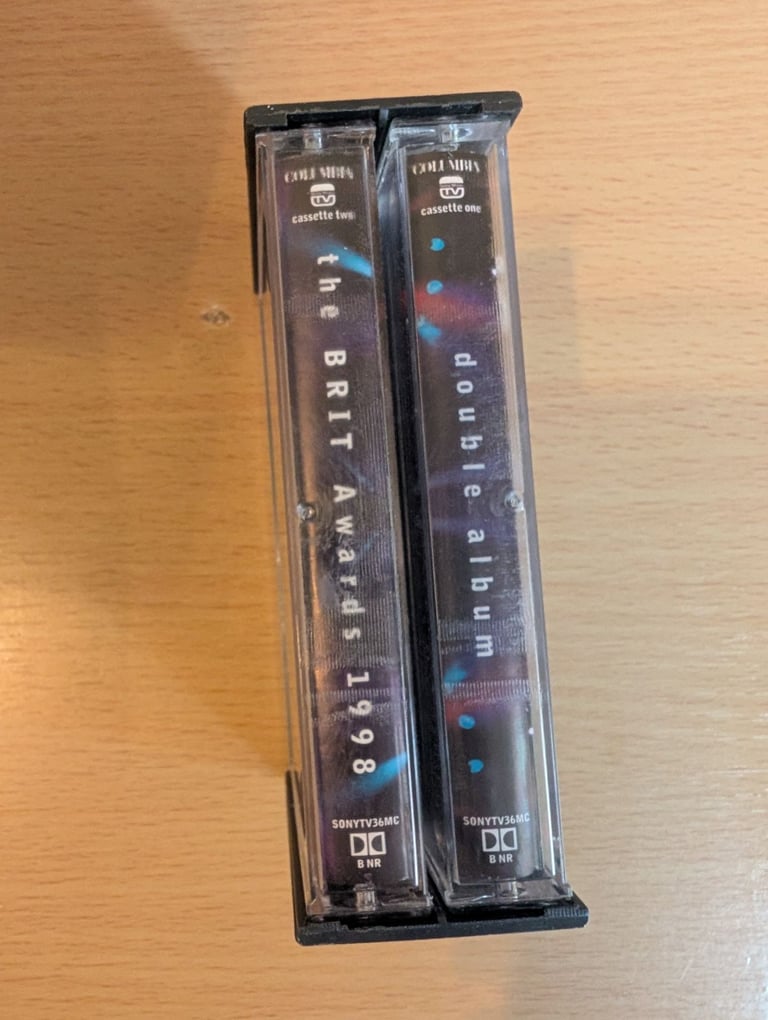 COLUMBIA
TV
cassette two
the BRIT Awards 1998
SONYTV36MC
B NR
COLUMBIA
TV
cassette one
double album
SONYTV36MC
B NR